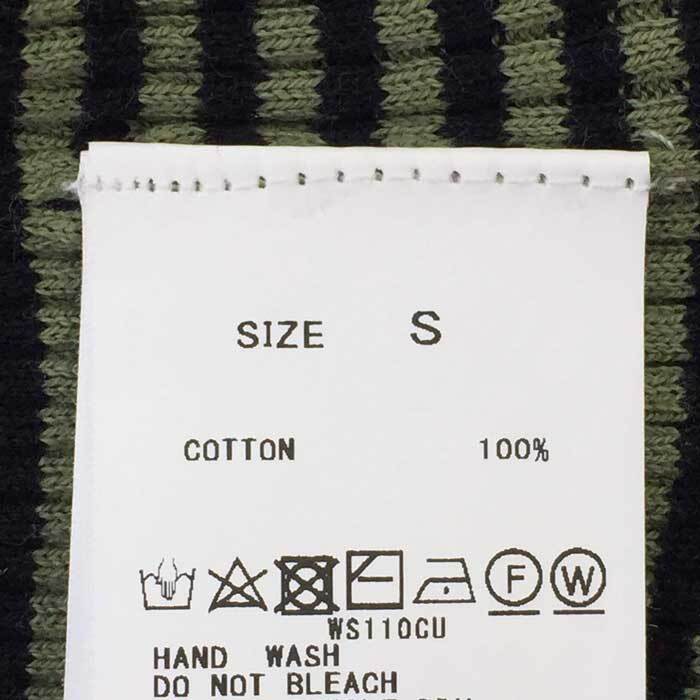 SIZE S
COTTON 100%
F W
WS110CU
HAND WASH
DO NOT BLEACH